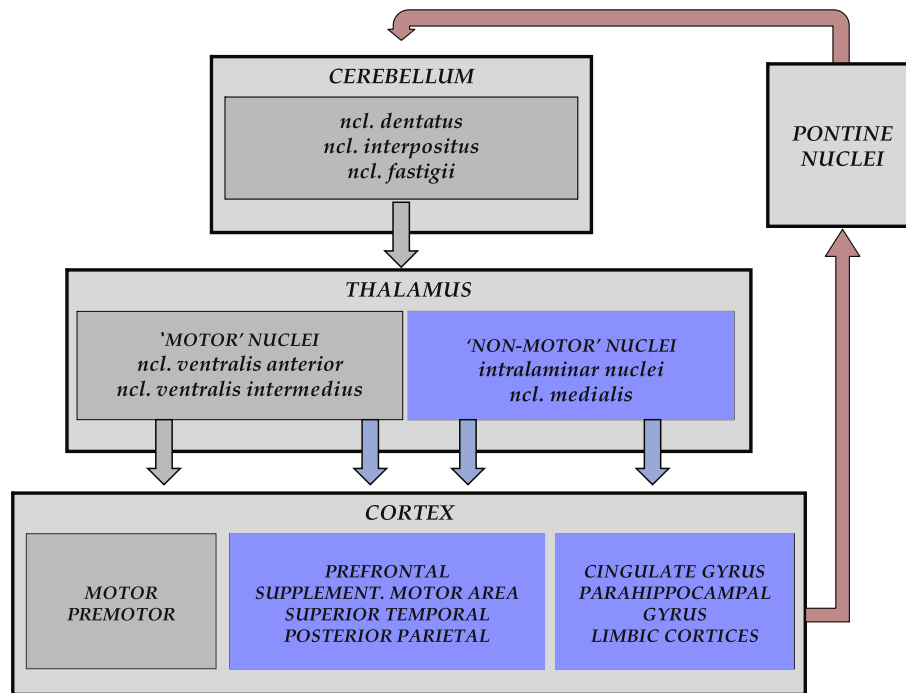 CEREBELLUM
ncl. dentatus
ncl. interpositus
ncl. fastigii
PONTINE
NUCLEI
THALAMUS
‘MOTOR’ NUCLEI
ncl. ventralis anterior
ncl. ventralis intermedius
‘NON-MOTOR’ NUCLEI
intralaminar nuclei
ncl. medialis
CORTEX
MOTOR
PREMOTOR
PREFRONTAL
SUPPLEMENT. MOTOR AREA
SUPERIOR TEMPORAL
POSTERIOR PARIETAL
CINGULATE GYRUS
PARAHIPPOCAMPAL
GYRUS
LIMBIC CORTICES